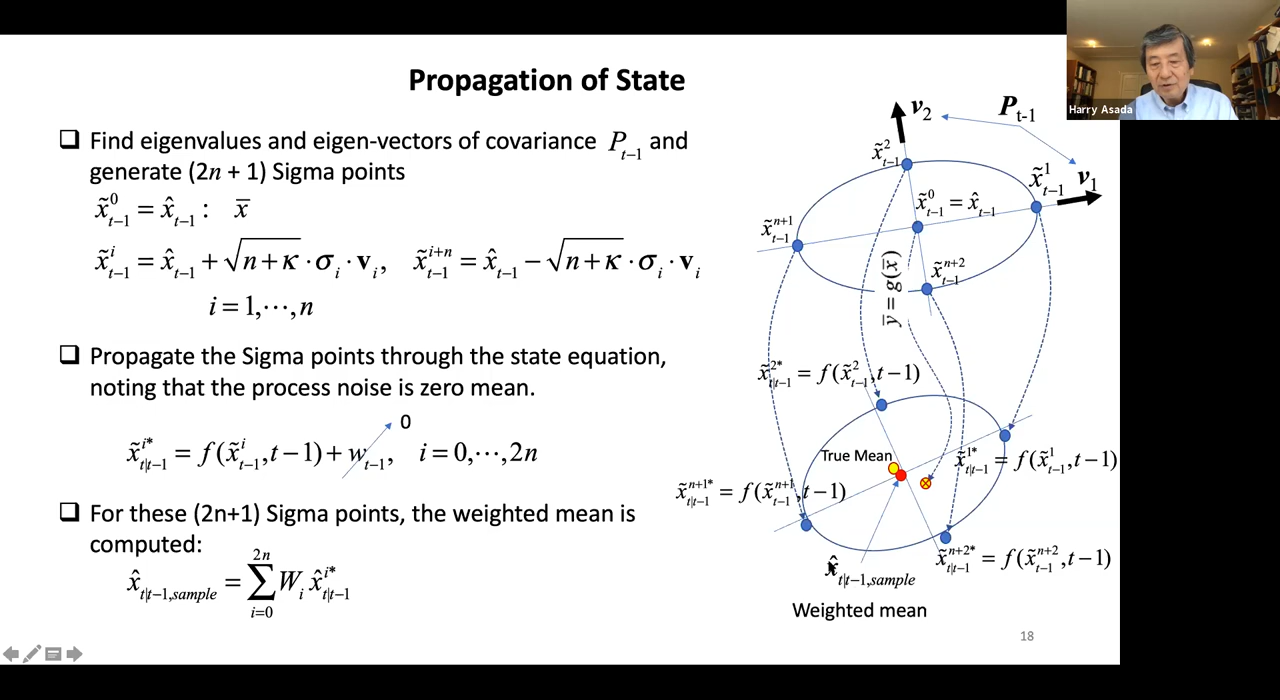 Propagation of State
❑ Find eigenvalues and eigen-vectors of covariance P_{t−1} and
generate (2n + 1) Sigma points
x̃^0_{t−1} = x̂_{t−1} : x̅
x̃^i_{t−1} = x̂_{t−1} + √(n+κ) · σ_i · v_i, x̃^{i+n}_{t−1} = x̂_{t−1} − √(n+κ) · σ_i · v_i
i = 1,⋯,n
❑ Propagate the Sigma points through the state equation,
noting that the process noise is zero mean.
0
x̃^{i*}_{t|t−1} = f(x̃^i_{t−1}, t−1) + w_{t−1}, i = 0,⋯,2n
❑ For these (2n+1) Sigma points, the weighted mean is
computed:
x̂_{t|t−1,sample} = ∑_{i=0}^{2n} W_i x̂^{i*}_{t|t−1}
Harry Asada
v_2
P_{t-1}
x̃^2_{t−1}
x̃^1_{t−1}
v_1
x̃^0_{t−1} = x̂_{t−1}
x̃^{n+1}_{t−1}
x̃^{n+2}_{t−1}
y̅ = g(x̅)
x̃^{2*}_{t|t−1} = f(x̃^2_{t−1}, t−1)
True Mean
x̃^{1*}_{t|t−1} = f(x̃^1_{t−1}, t−1)
x̃^{n+1*}_{t|t−1} = f(x̃^{n+1}_{t−1}, t−1)
x̃^{n+2*}_{t|t−1} = f(x̃^{n+2}_{t−1}, t−1)
x̂_{t|t−1,sample}
Weighted mean
18